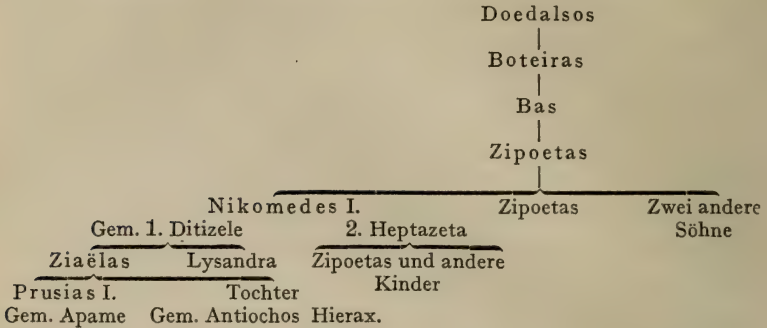 Doedalsos
Boteiras
Bas
Zipoetas
Nikomedes I. Zipoetas Zwei andere
Gem. 1. Ditizele 2. Heptazeta Söhne
Ziaëlas Lysandra Zipoetas und andere
Kinder
Prusias I. Tochter
Gem. Apame Gem. Antiochos Hierax.